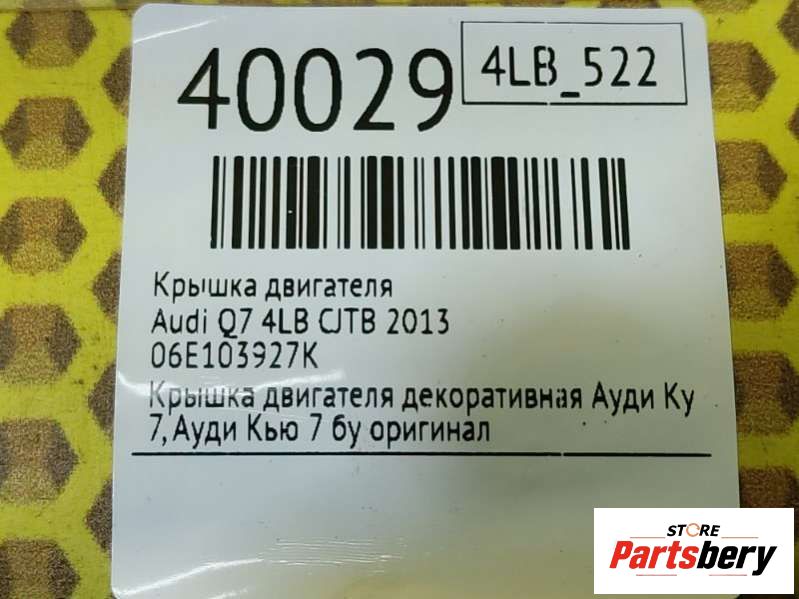 40029
4LB_522
Крышка двигателя
Audi Q7 4LB CJTB 2013
06E103927K
Крышка двигателя декоративная Ауди Ку
7,Ауди Кью 7 бу оригинал
STORE
Partsbery